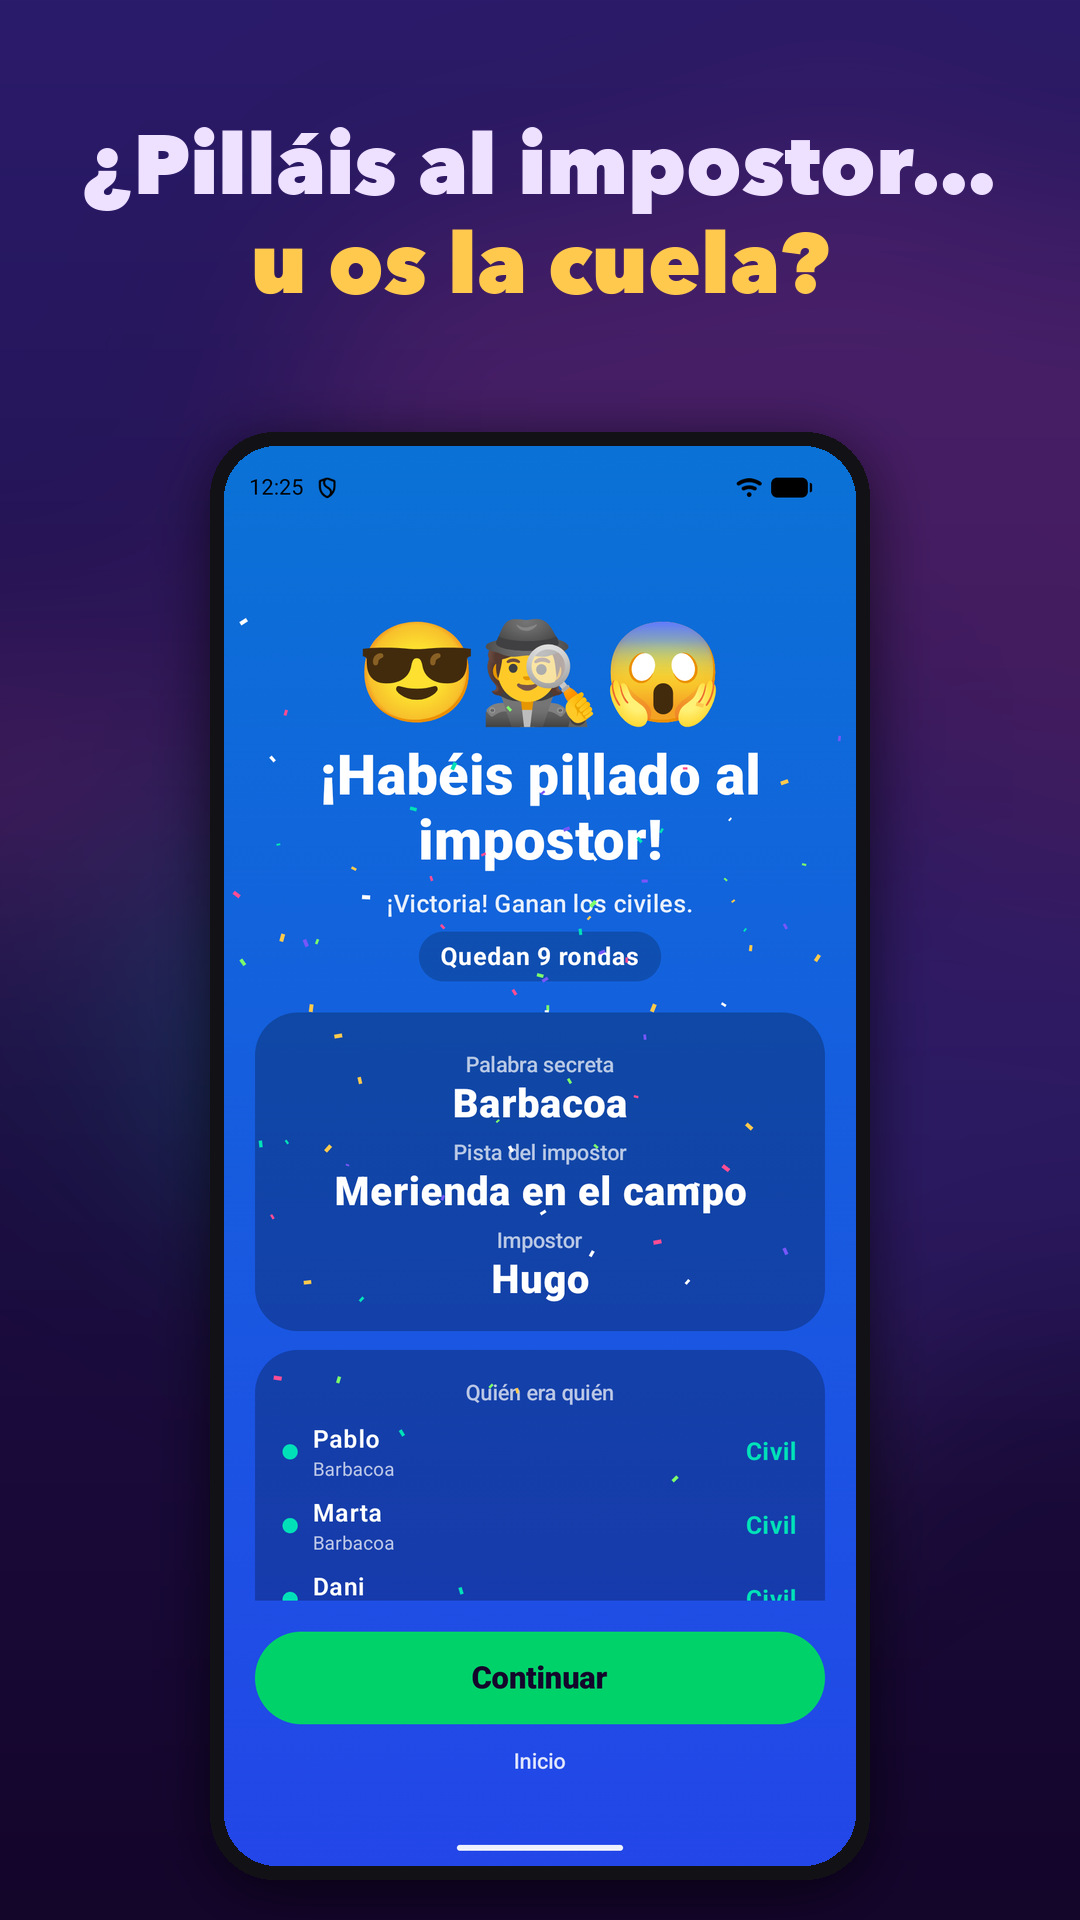 ¿Pilláis al impostor...
u os la cuela?
12:25
¡Habéis pillado al
impostor!
¡Victoria! Ganan los civiles.
Quedan 9 rondas
Palabra secreta
Barbacoa
Pista del impostor
Merienda en el campo
Impostor
Hugo
Quién era quién
Pablo
Barbacoa
Civil
Marta
Barbacoa
Civil
Dani
Civil
Continuar
Inicio